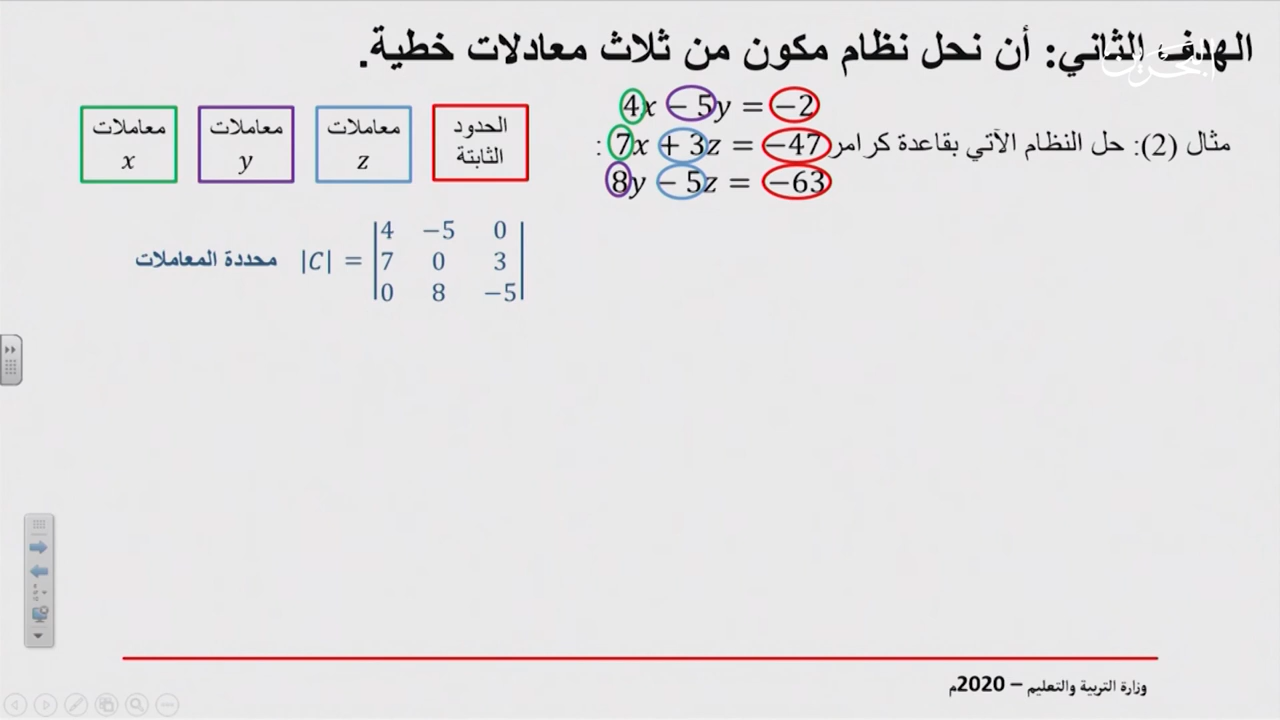 الهدف الثاني: أن نحل نظام مكون من ثلاث معادلات خطية.
البحرين
4x − 5y = −2
مثال (2): حل النظام الآتي بقاعدة كرامر 7x + 3z = −47 :
8y − 5z = −63
الحدود الثابتة
معاملات z
معاملات y
معاملات x
محددة المعاملات |C| = |4 −5 0|
|7 0 3|
|0 8 −5|
وزارة التربية والتعليم – 2020م